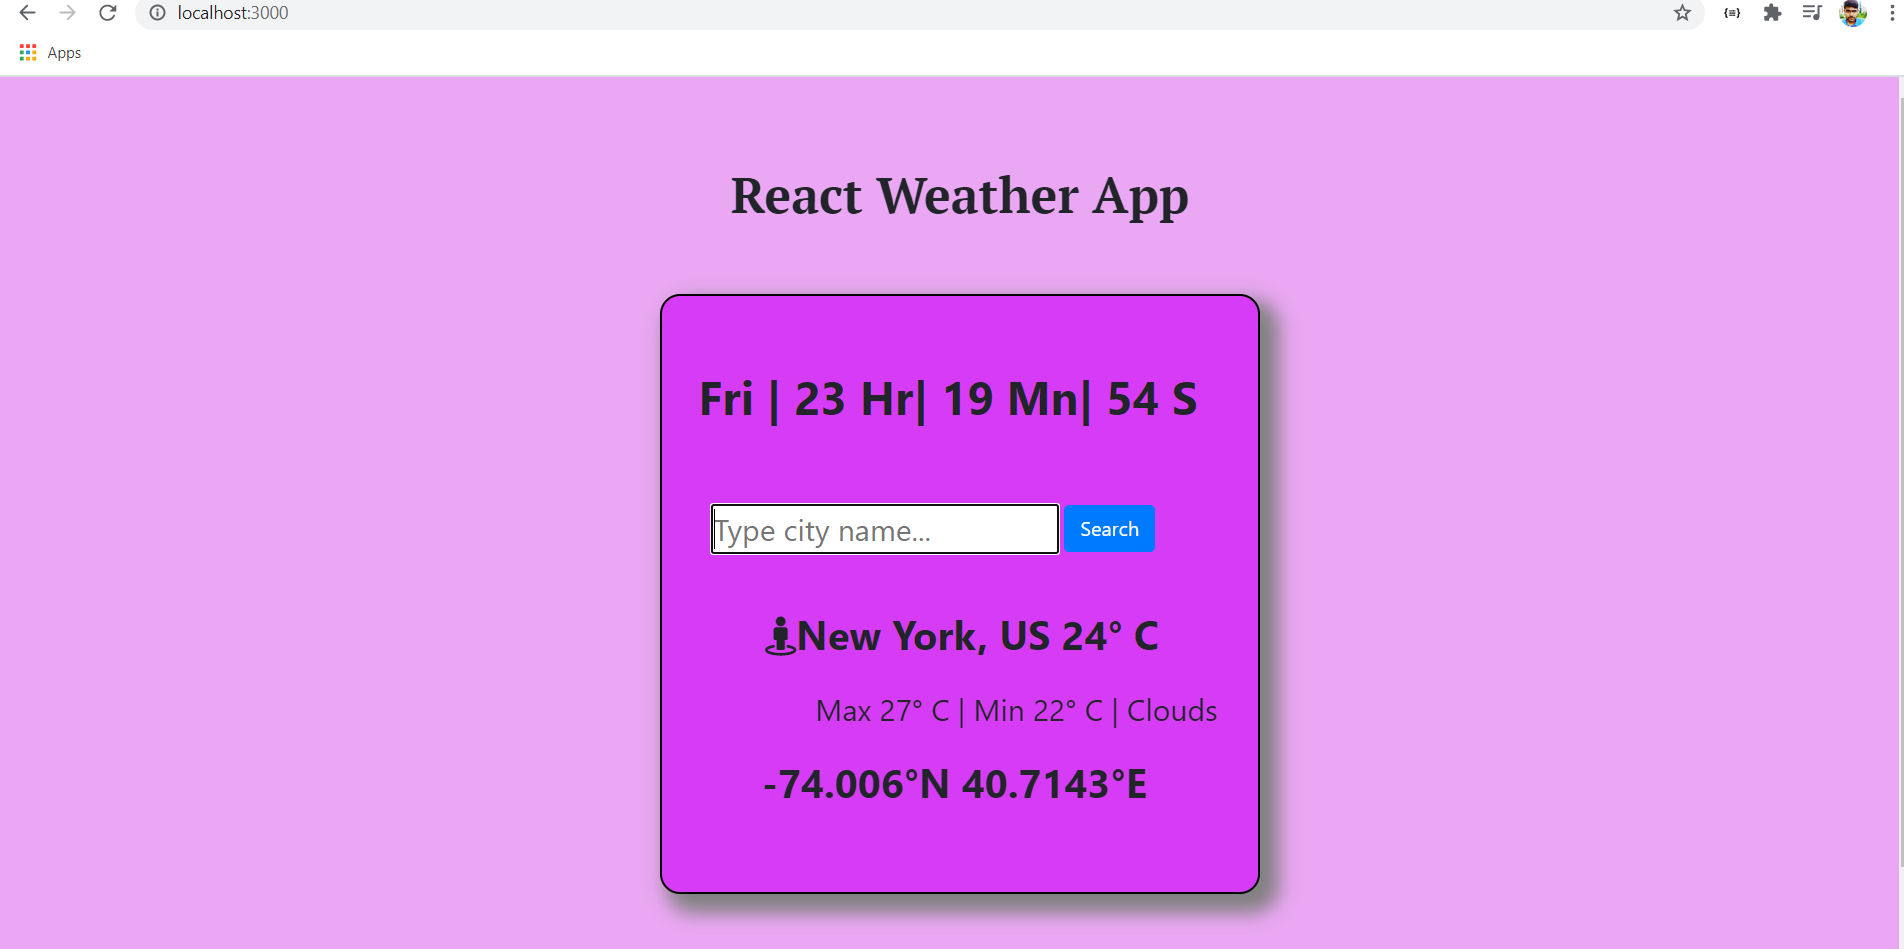 localhost:3000
Apps
React Weather App
Fri | 23 Hr| 19 Mn| 54 S
Type city name...
Search
New York, US 24° C
Max 27° C | Min 22° C | Clouds
-74.006°N 40.7143°E